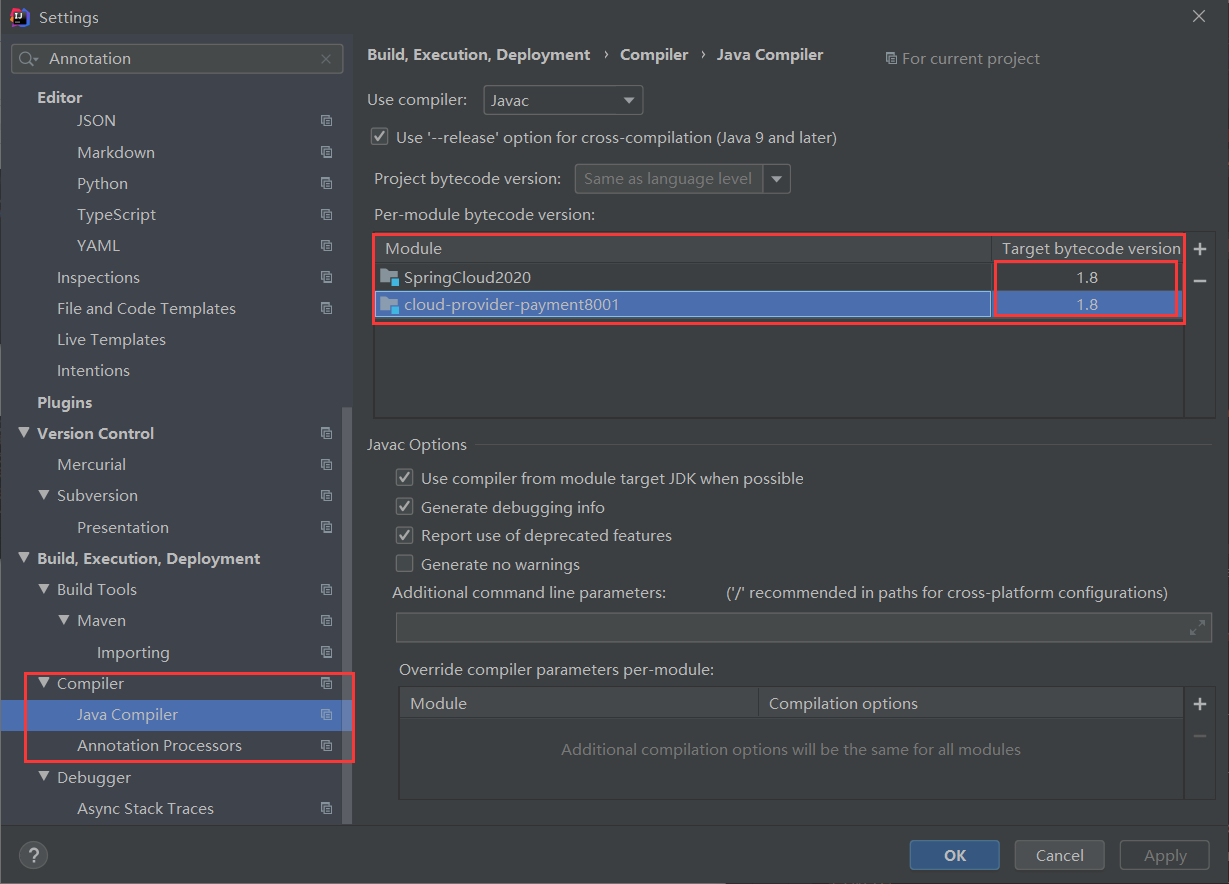 Settings
Annotation
Editor
JSON
Markdown
Python
TypeScript
YAML
Inspections
File and Code Templates
Live Templates
Intentions
Plugins
Version Control
Mercurial
Subversion
Presentation
Build, Execution, Deployment
Build Tools
Maven
Importing
Compiler
Java Compiler
Annotation Processors
Debugger
Async Stack Traces
Build, Execution, Deployment › Compiler › Java Compiler
For current project
Use compiler: Javac
Use '--release' option for cross-compilation (Java 9 and later)
Project bytecode version: Same as language level
Per-module bytecode version:
Module Target bytecode version
SpringCloud2020 1.8
cloud-provider-payment8001 1.8
Javac Options
Use compiler from module target JDK when possible
Generate debugging info
Report use of deprecated features
Generate no warnings
Additional command line parameters: ('/' recommended in paths for cross-platform configurations)
Override compiler parameters per-module:
Module Compilation options
Additional compilation options will be the same for all modules
? OK Cancel Apply